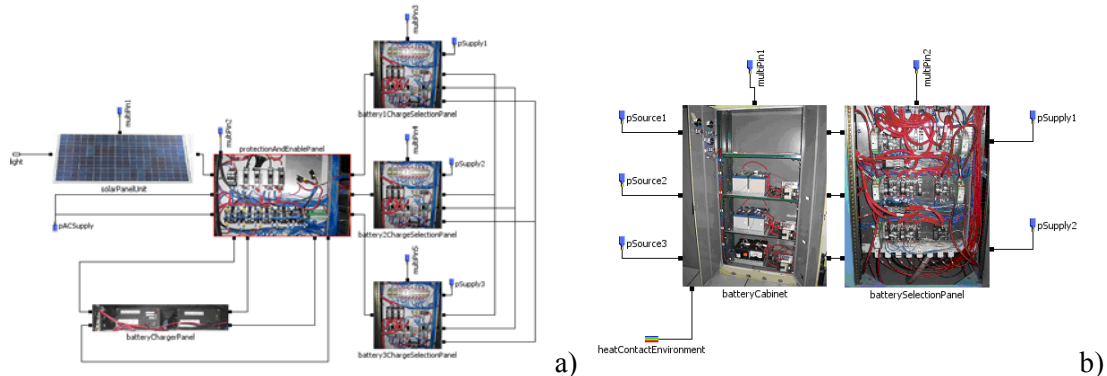 multiPin3
pSupply1
battery1ChargeSelectionPanel
multiPin1
multiPin2
protectionAndEnablePanel
multiPin4
pSupply2
light
solarPanelUnit
battery2ChargeSelectionPanel
pACSupply
multiPin5
pSupply3
batteryChargerPanel
battery3ChargeSelectionPanel
a)
multiPin1
multiPin2
pSource1
pSupply1
pSource2
pSupply2
pSource3
batteryCabinet
batterySelectionPanel
heatContactEnvironment
b)